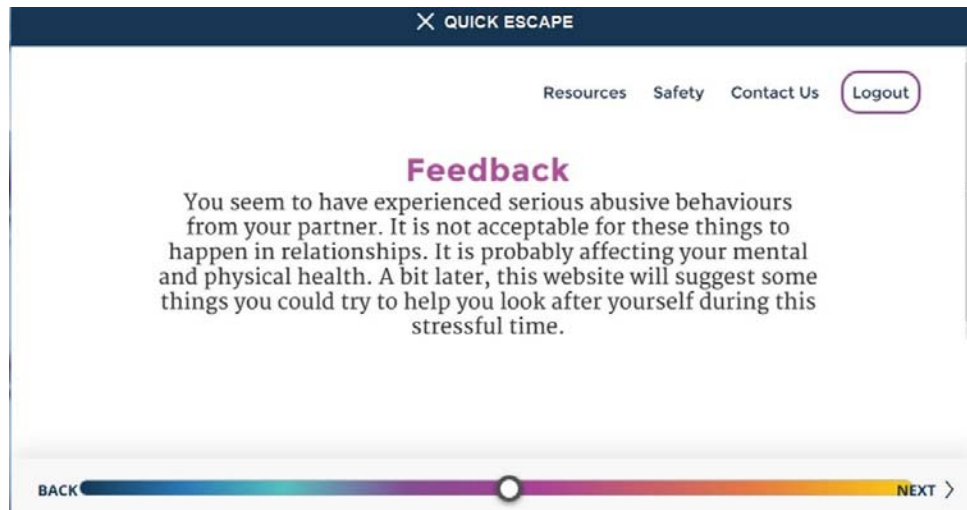 X QUICK ESCAPE
Resources Safety Contact Us Logout
Feedback
You seem to have experienced serious abusive behaviours
from your partner. It is not acceptable for these things to
happen in relationships. It is probably affecting your mental
and physical health. A bit later, this website will suggest some
things you could try to help you look after yourself during this
stressful time.
BACK NEXT >